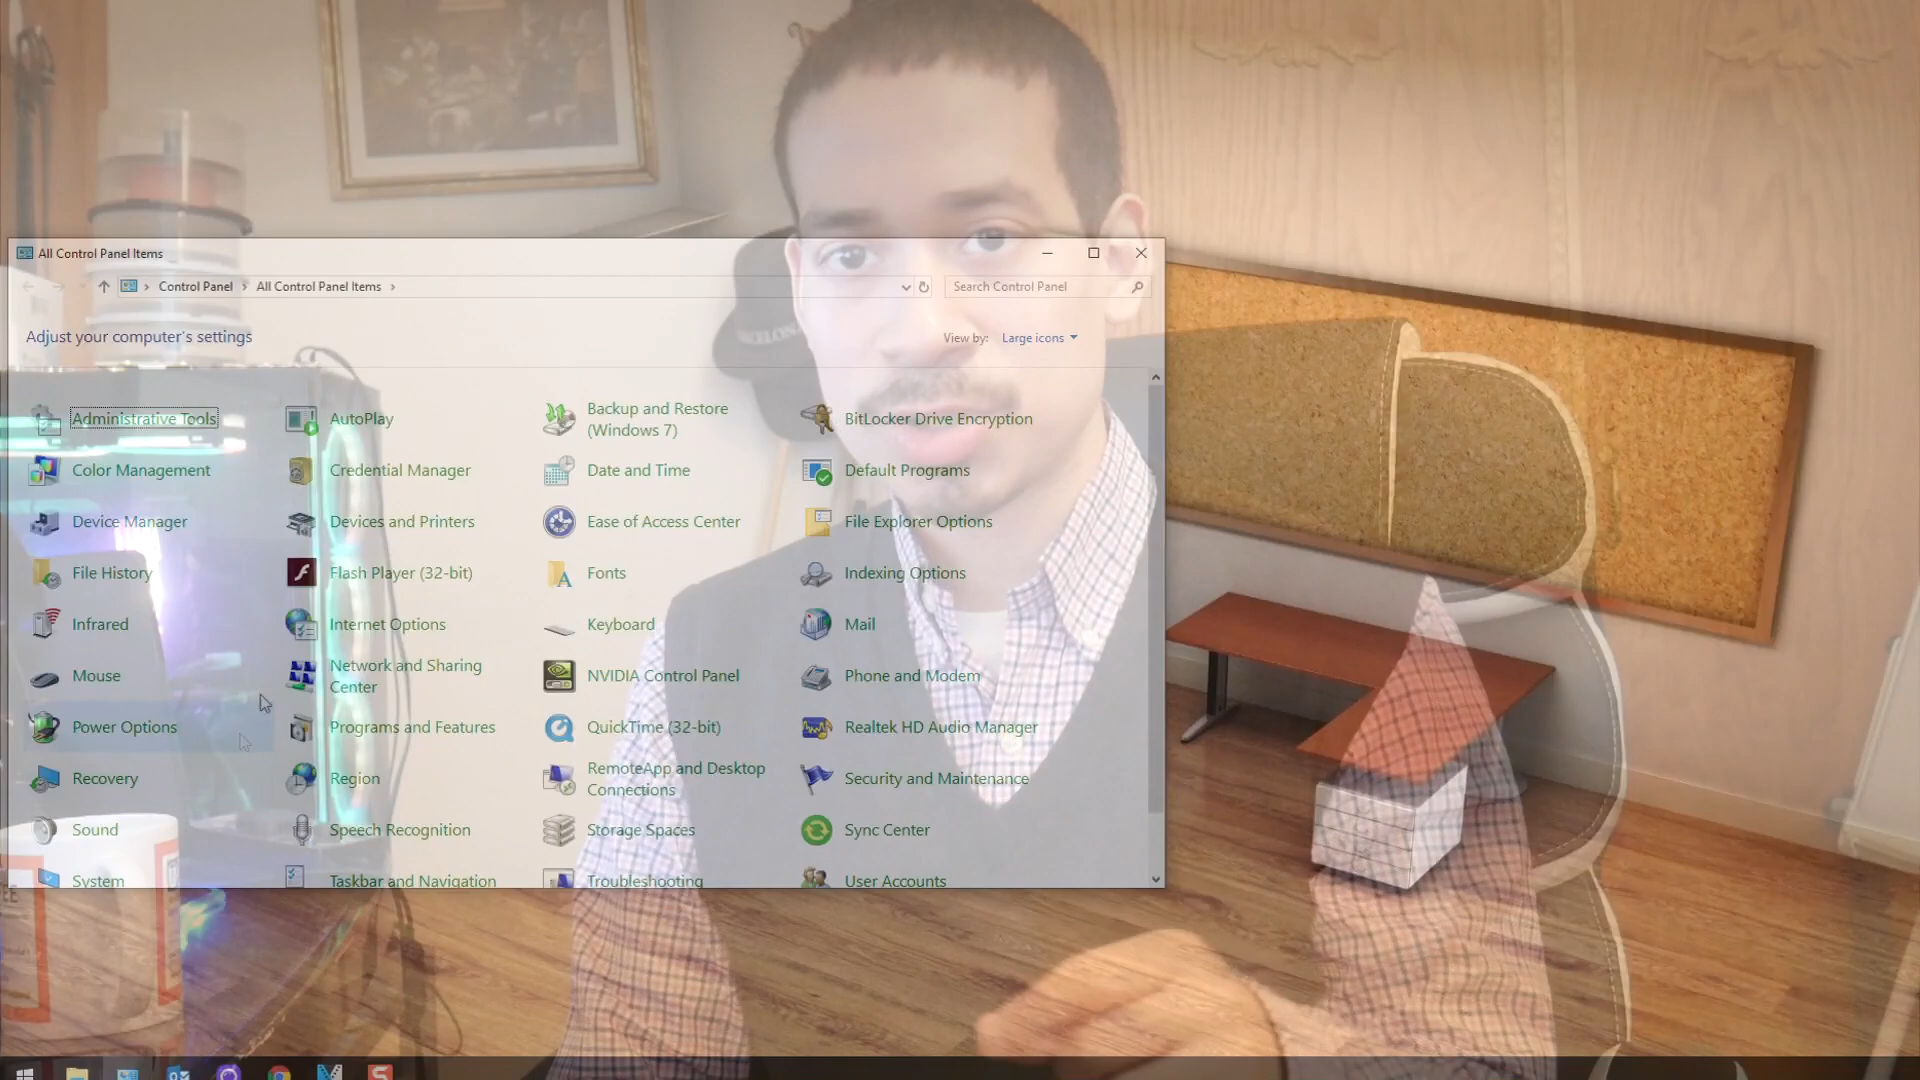 All Control Panel Items
Control Panel
All Control Panel Items
Search Control Panel
Adjust your computer's settings
View by:
Large icons
Administrative Tools
AutoPlay
Backup and Restore
(Windows 7)
BitLocker Drive Encryption
Color Management
Credential Manager
Date and Time
Default Programs
Device Manager
Devices and Printers
Ease of Access Center
File Explorer Options
File History
Flash Player (32-bit)
Fonts
Indexing Options
Infrared
Internet Options
Keyboard
Mail
Mouse
Network and Sharing
Center
NVIDIA Control Panel
Phone and Modem
Power Options
Programs and Features
QuickTime (32-bit)
Realtek HD Audio Manager
Recovery
Region
RemoteApp and Desktop
Connections
Security and Maintenance
Sound
Speech Recognition
Storage Spaces
Sync Center
System
Taskbar and Navigation
Troubleshooting
User Accounts